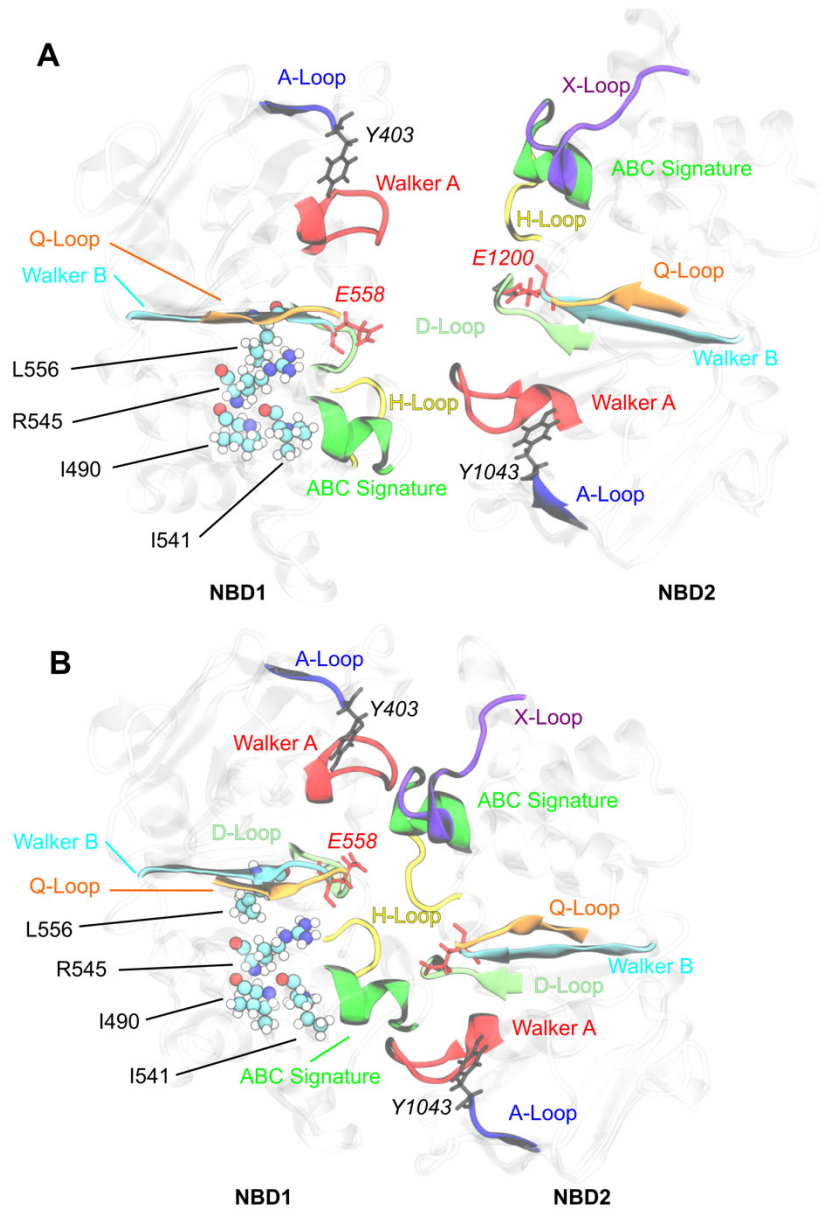 A
A-Loop
Y403
Walker A
X-Loop
ABC Signature
H-Loop
Q-Loop
Walker B
E558
E1200
Q-Loop
D-Loop
Walker B
L556
R545
H-Loop
Walker A
I490
Y1043
ABC Signature
A-Loop
I541
NBD1
NBD2
B
A-Loop
Y403
X-Loop
Walker A
ABC Signature
D-Loop
E558
Walker B
Q-Loop
H-Loop
Q-Loop
L556
Walker B
R545
D-Loop
I490
Walker A
I541
ABC Signature
Y1043
A-Loop
NBD1
NBD2